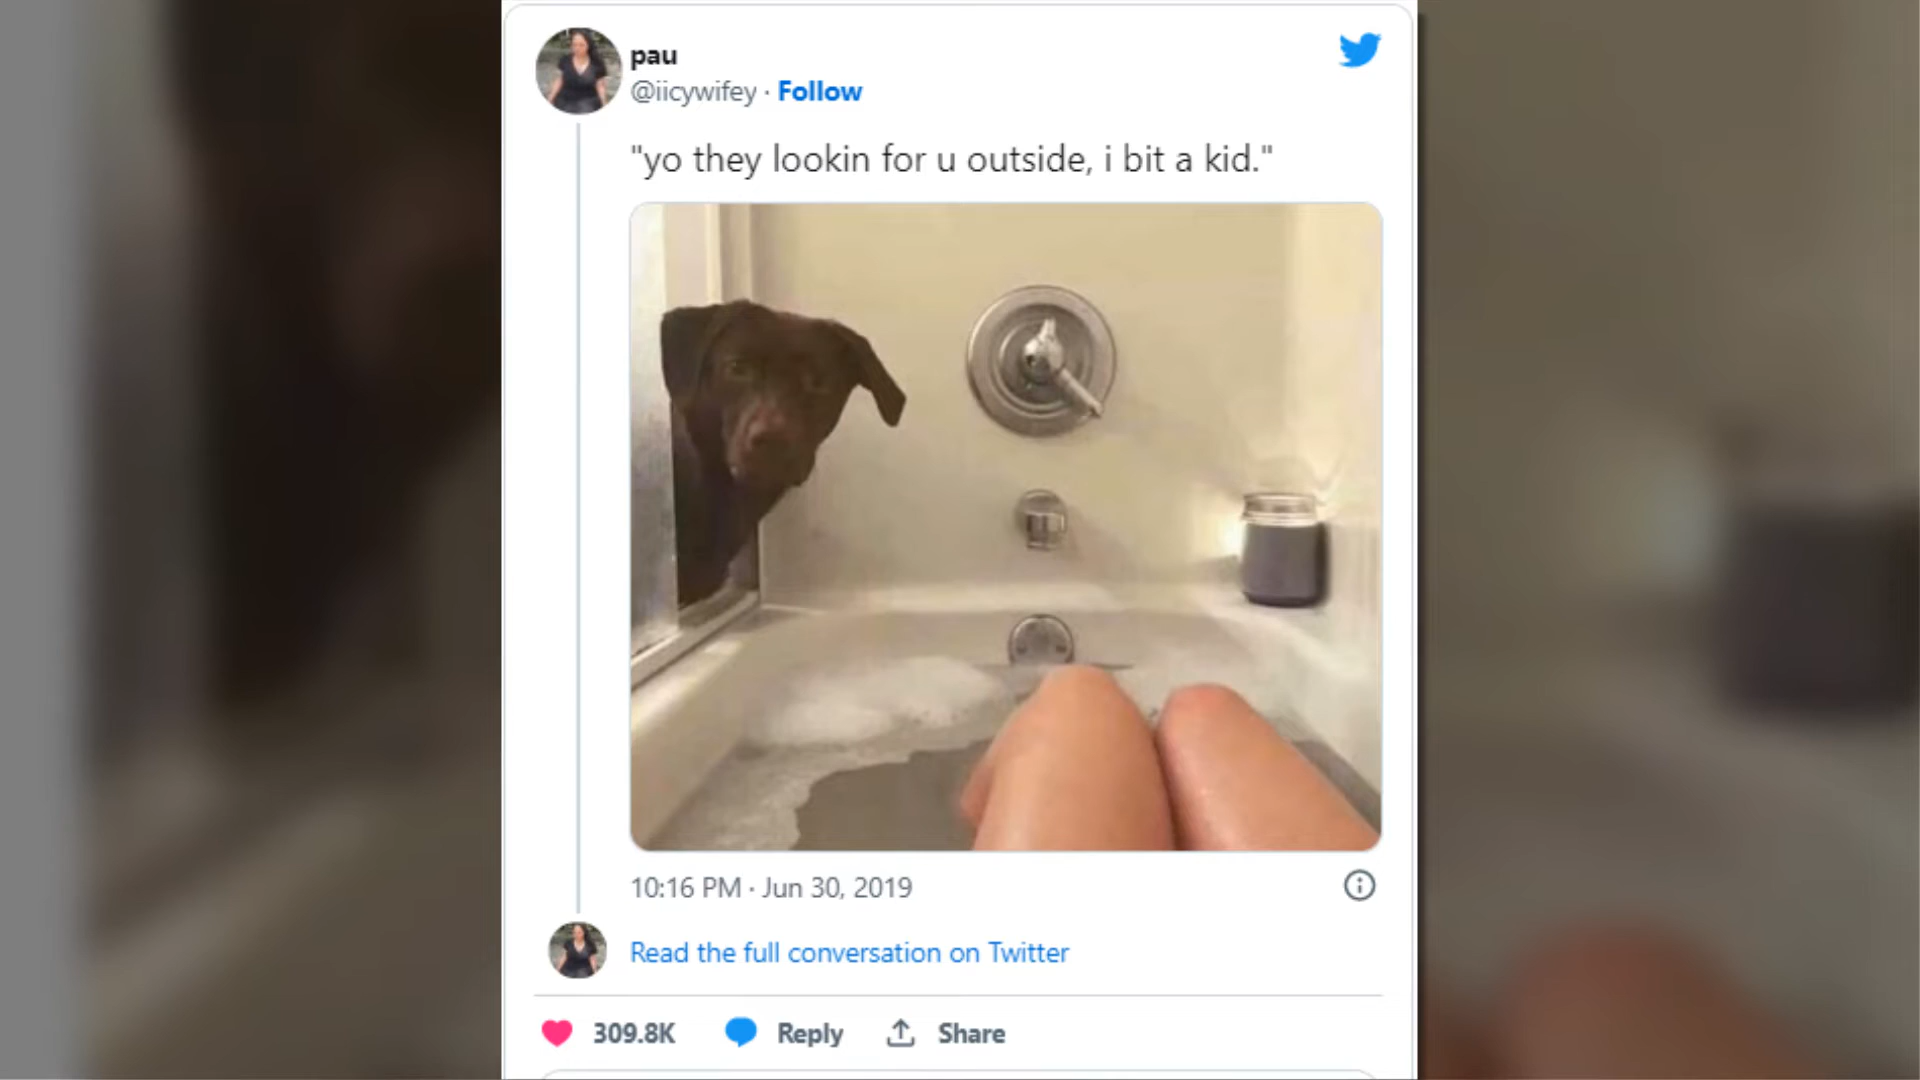 pau
@iicywifey · Follow
"yo they lookin for u outside, i bit a kid."
10:16 PM · Jun 30, 2019
Read the full conversation on Twitter
309.8K Reply Share